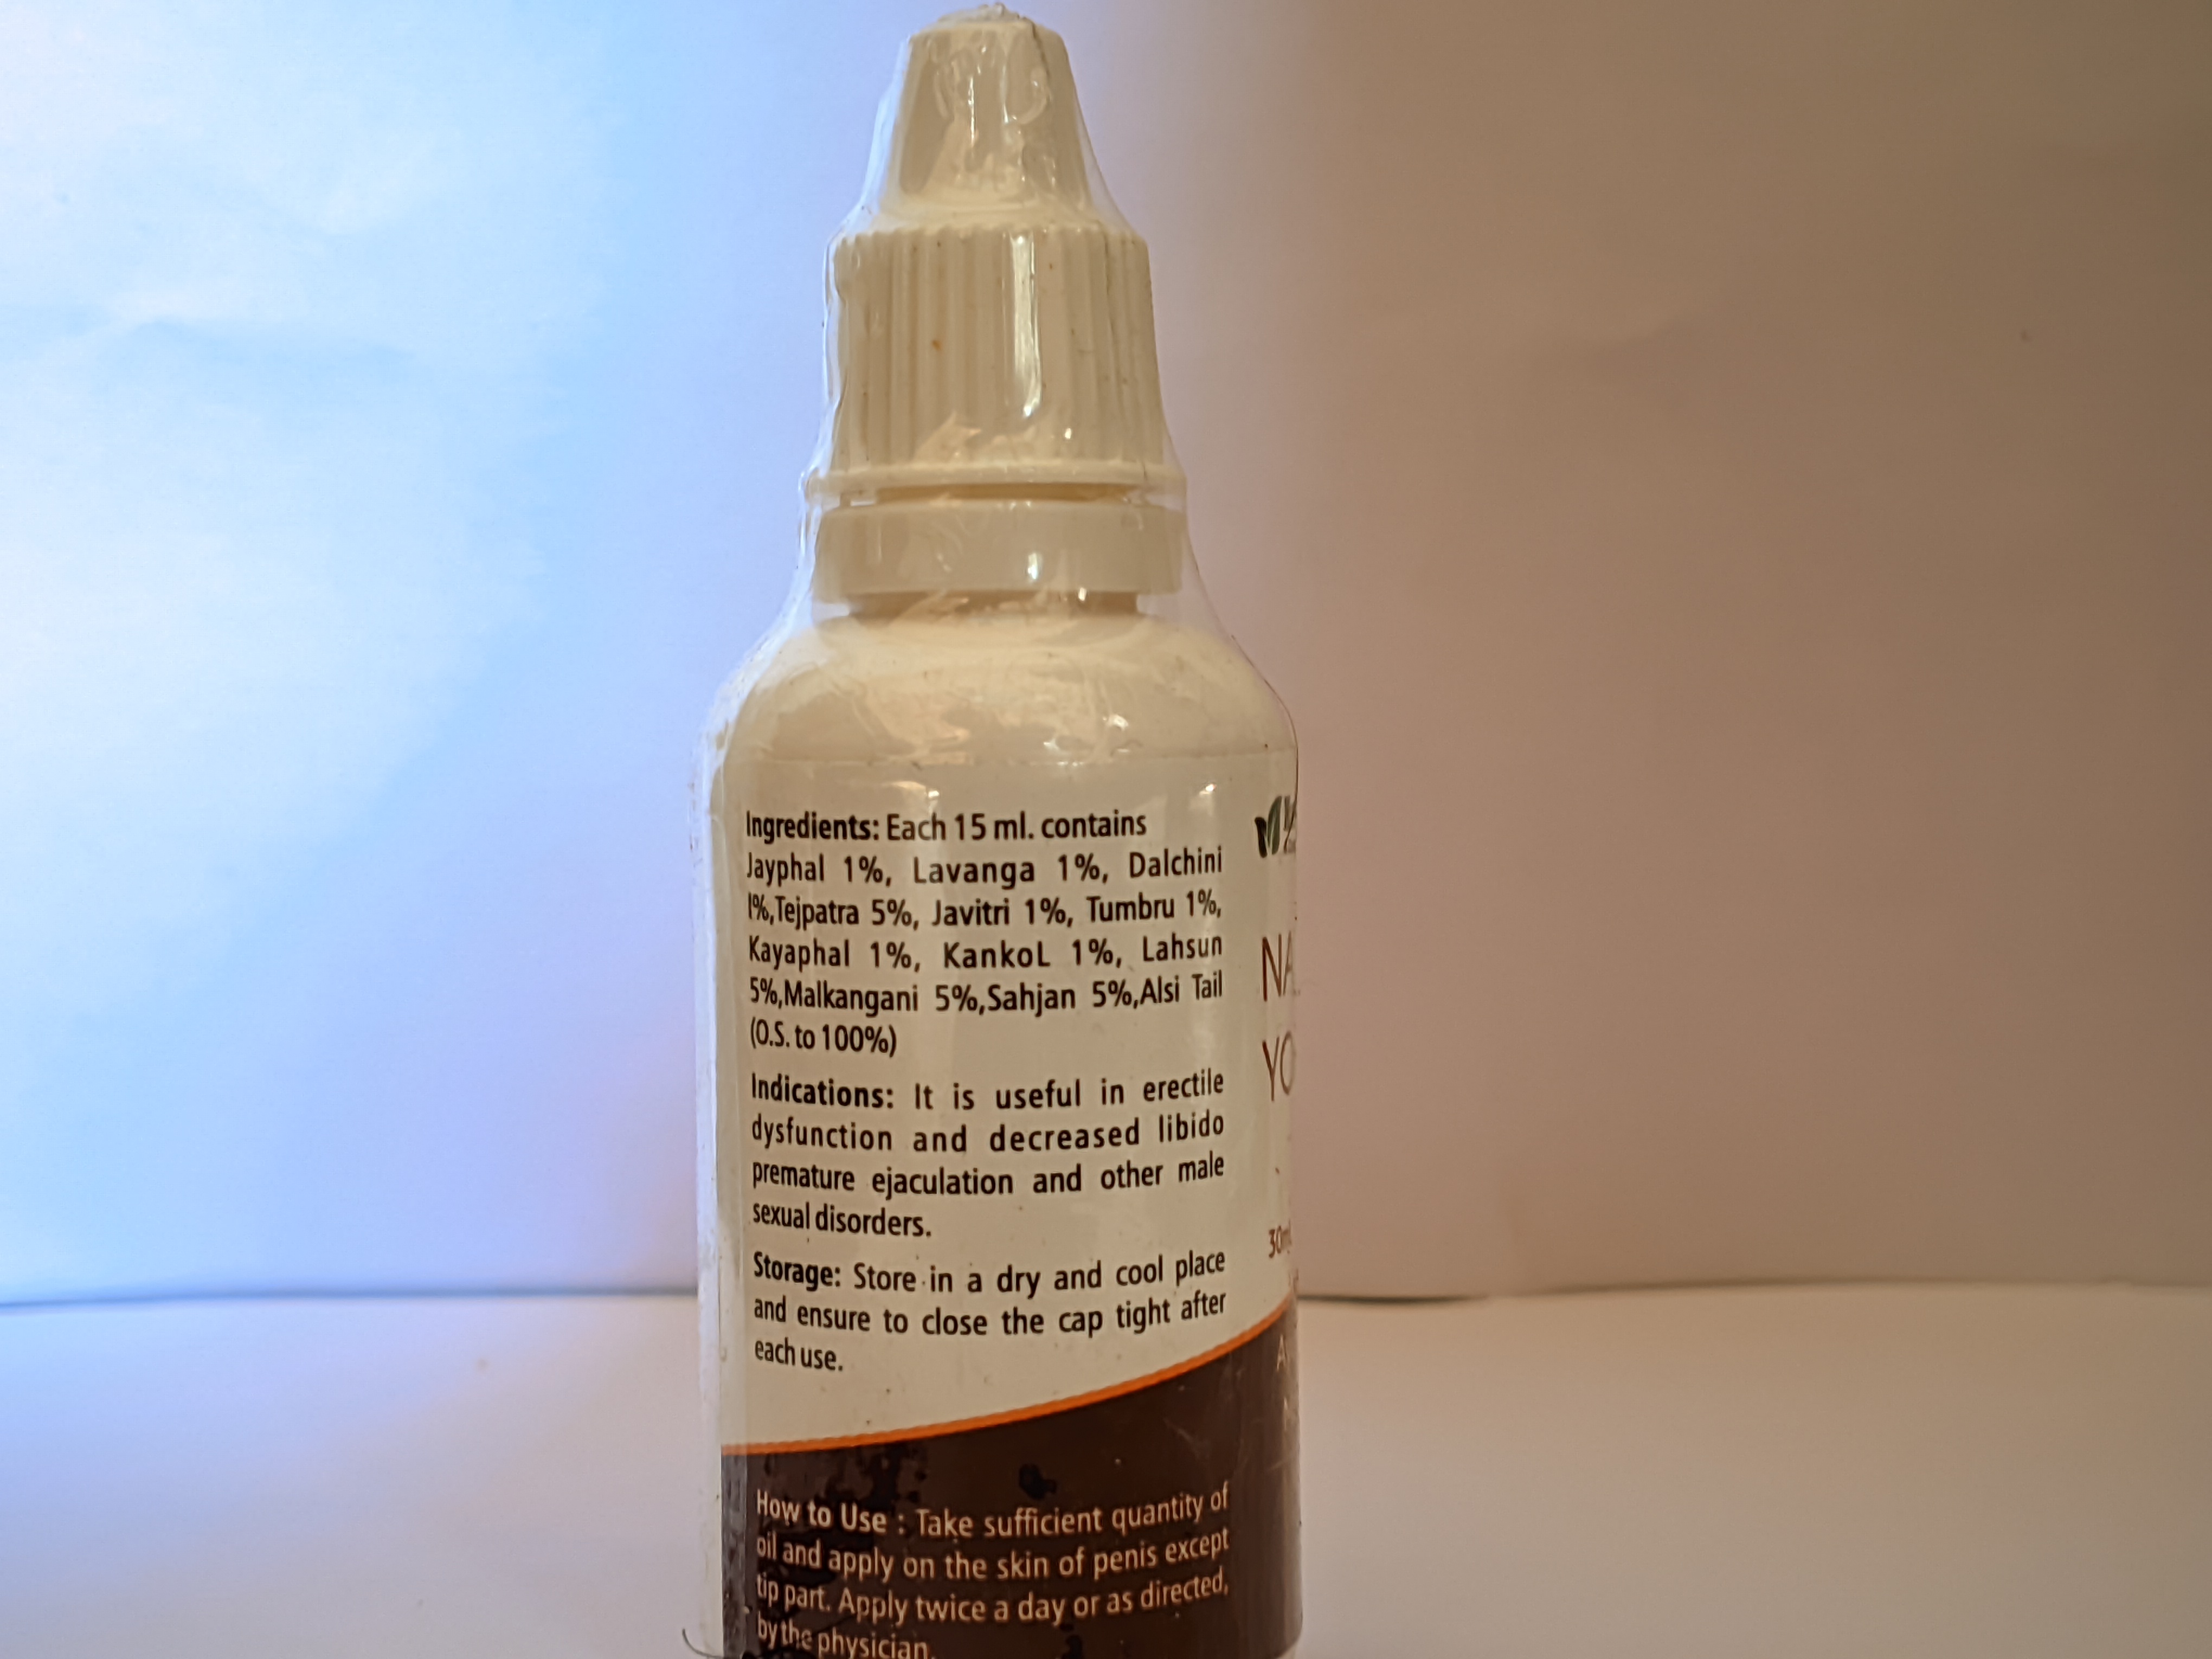 Ingredients: Each 15 ml. contains
Jayphal 1%, Lavanga 1%, Dalchini
1%,Tejpatra 5%, Javitri 1%, Tumbru 1%,
Kayaphal 1%, KankoL 1%, Lahsun
5%,Malkangani 5%,Sahjan 5%,Alsi Tail
(O.S. to 100%)
Indications: It is useful in erectile
dysfunction and decreased libido
premature ejaculation and other male
sexual disorders.
Storage: Store in a dry and cool place
and ensure to close the cap tight after
each use.
How to Use : Take sufficient quantity of
oil and apply on the skin of penis except
tip part. Apply twice a day or as directed,
by the physician.